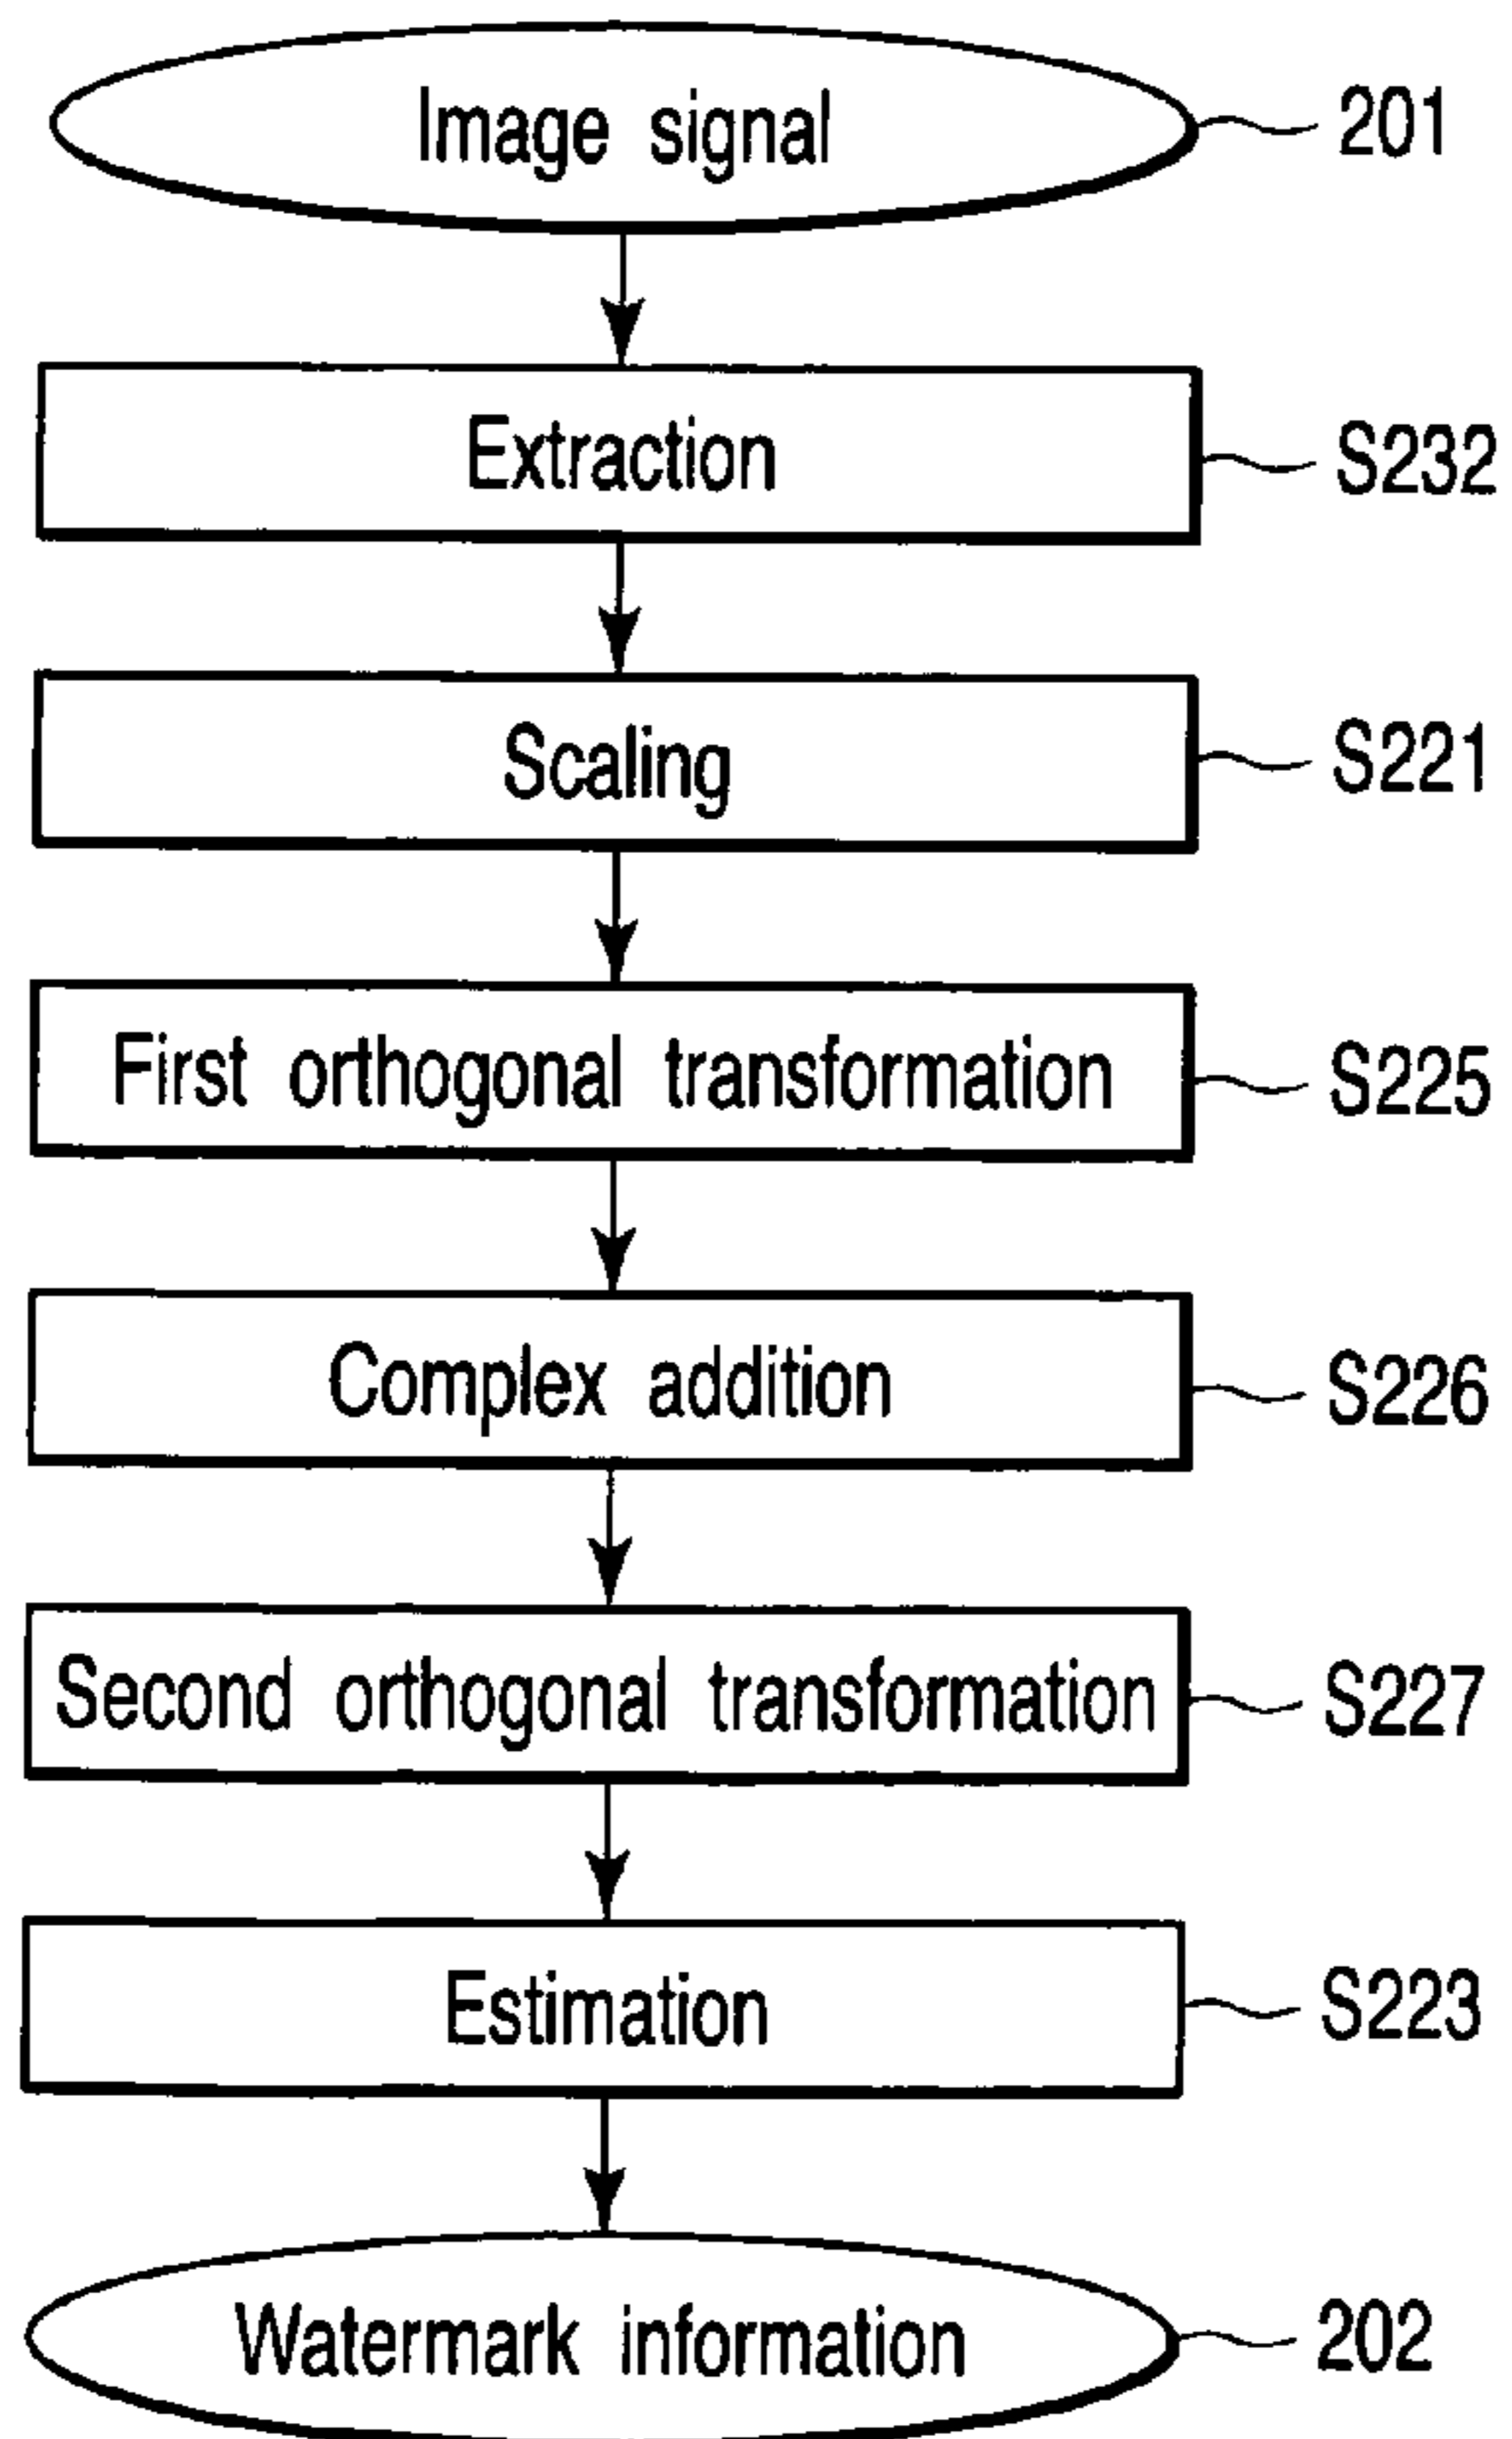 Image signal 201
Extraction S232
Scaling S221
First orthogonal transformation S225
Complex addition S226
Second orthogonal transformation S227
Estimation S223
Watermark information 202